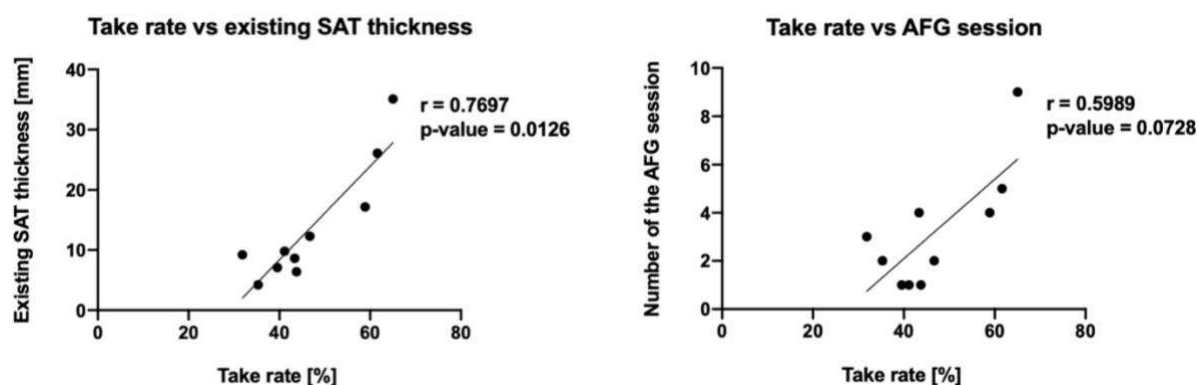 Take rate vs existing SAT thickness
Existing SAT thickness [mm]
40
30
20
10
0
r = 0.7697
p-value = 0.0126
0
20
40
60
80
Take rate [%]
Take rate vs AFG session
Number of the AFG session
10
8
6
4
2
0
r = 0.5989
p-value = 0.0728
0
20
40
60
80
Take rate [%]